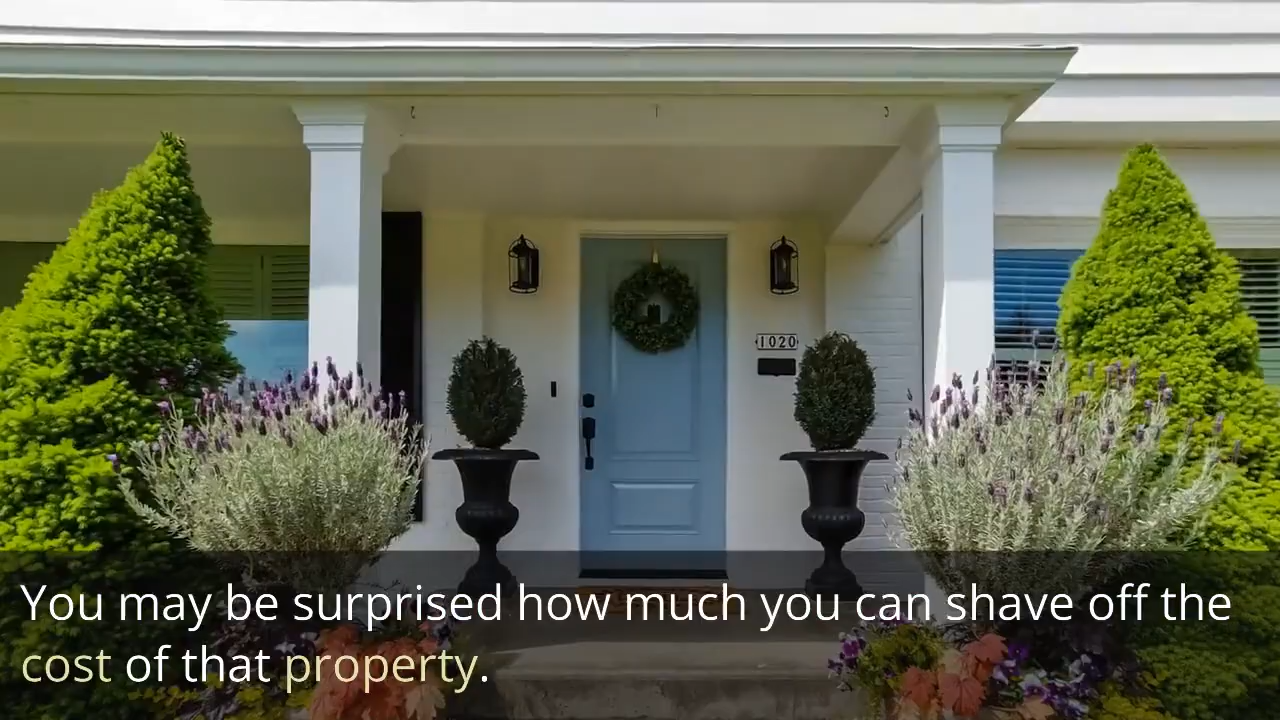 1020
You may be surprised how much you can shave off the
cost of that property.